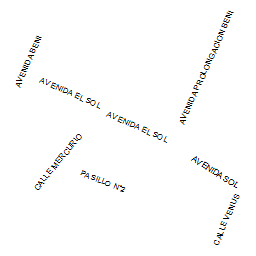 AVENIDA BENI
AVENIDA PROLONGACION BENI
AVENIDA EL SOL
AVENIDA EL SOL
CALLE MERCURIO
PASILLO N°2
AVENIDA SOL
CALLE VENUS